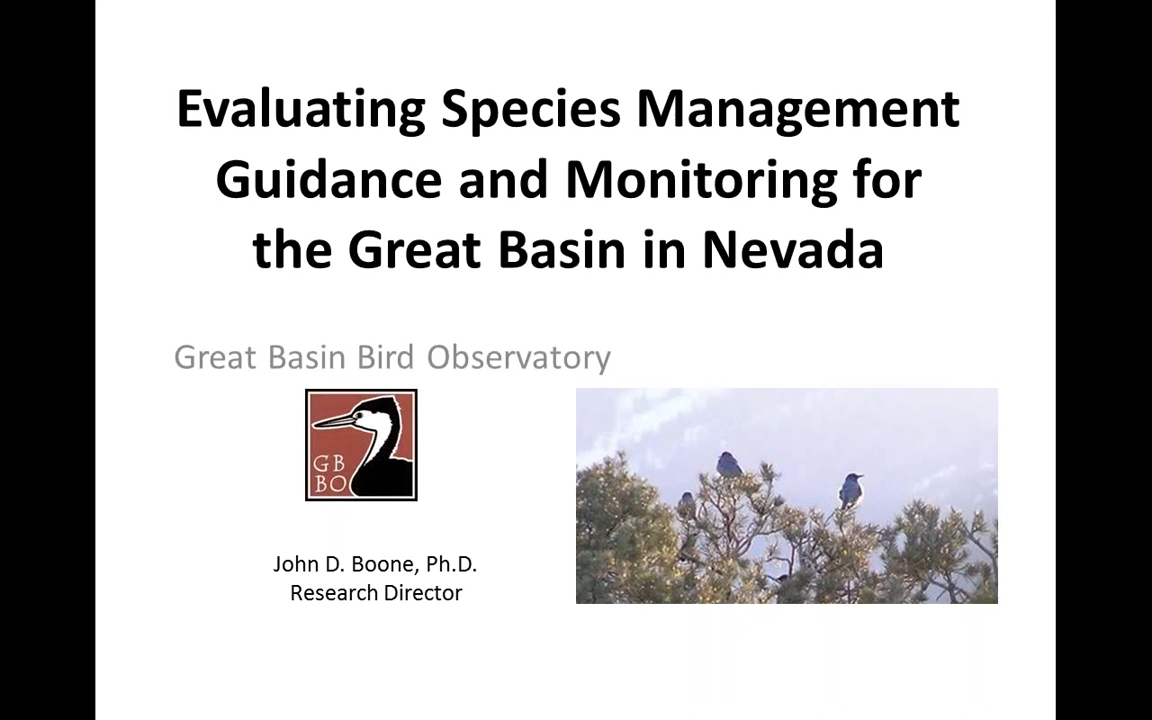 Evaluating Species Management
Guidance and Monitoring for
the Great Basin in Nevada
Great Basin Bird Observatory
GB
BO
John D. Boone, Ph.D.
Research Director